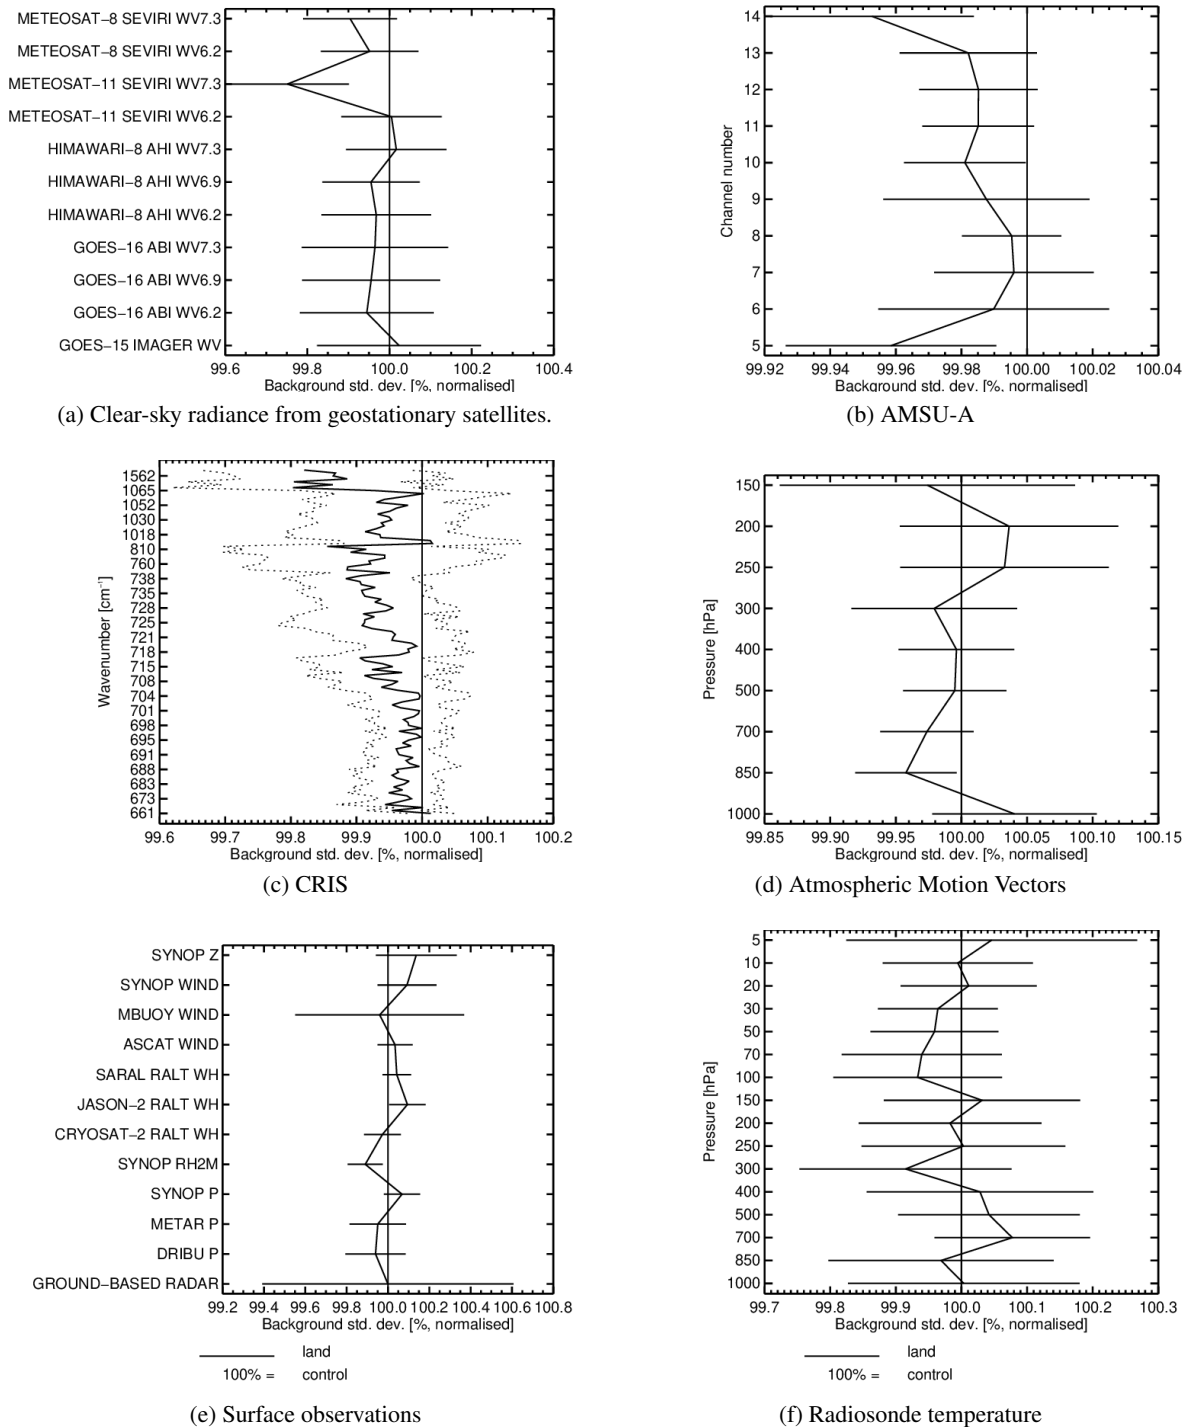 METEOSAT−8 SEVIRI WV7.3
METEOSAT−8 SEVIRI WV6.2
METEOSAT−11 SEVIRI WV7.3
METEOSAT−11 SEVIRI WV6.2
HIMAWARI−8 AHI WV7.3
HIMAWARI−8 AHI WV6.9
HIMAWARI−8 AHI WV6.2
GOES−16 ABI WV7.3
GOES−16 ABI WV6.9
GOES−16 ABI WV6.2
GOES−15 IMAGER WV
99.6 99.8 100.0 100.2 100.4
Background std. dev. [%, normalised]
(a) Clear-sky radiance from geostationary satellites.
14
13
12
11
10
9
8
7
6
5
Channel number
99.92 99.94 99.96 99.98 100.00 100.02 100.04
Background std. dev. [%, normalised]
(b) AMSU-A
1562
1065
1052
1030
1018
810
760
738
735
728
725
721
718
715
708
704
701
698
695
691
688
683
673
661
Wavenumber [cm⁻¹]
99.6 99.7 99.8 99.9 100.0 100.1 100.2
Background std. dev. [%, normalised]
(c) CRIS
150
200
250
300
400
500
700
850
1000
Pressure [hPa]
99.85 99.90 99.95 100.00 100.05 100.10 100.15
Background std. dev. [%, normalised]
(d) Atmospheric Motion Vectors
SYNOP Z
SYNOP WIND
MBUOY WIND
ASCAT WIND
SARAL RALT WH
JASON−2 RALT WH
CRYOSAT−2 RALT WH
SYNOP RH2M
SYNOP P
METAR P
DRIBU P
GROUND−BASED RADAR
99.2 99.4 99.6 99.8 100.0 100.2 100.4 100.6 100.8
Background std. dev. [%, normalised]
land
100% = control
(e) Surface observations
5
10
20
30
50
70
100
150
200
250
300
400
500
700
850
1000
Pressure [hPa]
99.7 99.8 99.9 100.0 100.1 100.2 100.3
Background std. dev. [%, normalised]
land
100% = control
(f) Radiosonde temperature